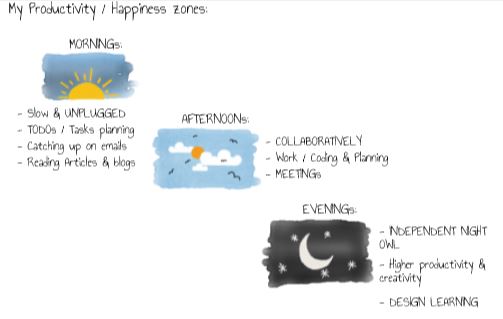 My Productivity / Happiness zones:
MORNINGs:
- Slow & UNPLUGGED
- TODOs / Tasks planning
- Catching up on emails
- Reading Articles & blogs
AFTERNOONs:
- COLLABORATIVELY
- Work / Coding & Planning
- MEETINGs
EVENINGs:
- INDEPENDENT NIGHT
OWL
- Higher productivity &
creativity
- DESIGN LEARNING